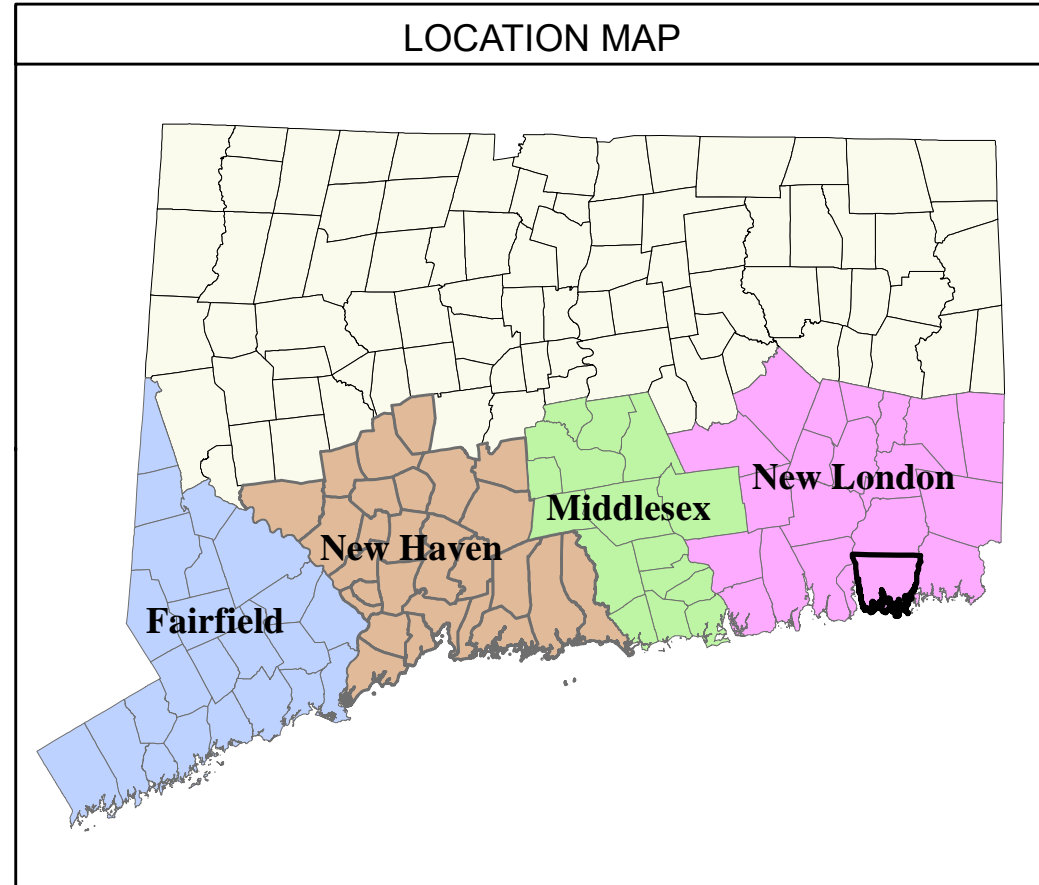 LOCATION MAP
New London
Middlesex
New Haven
Fairfield